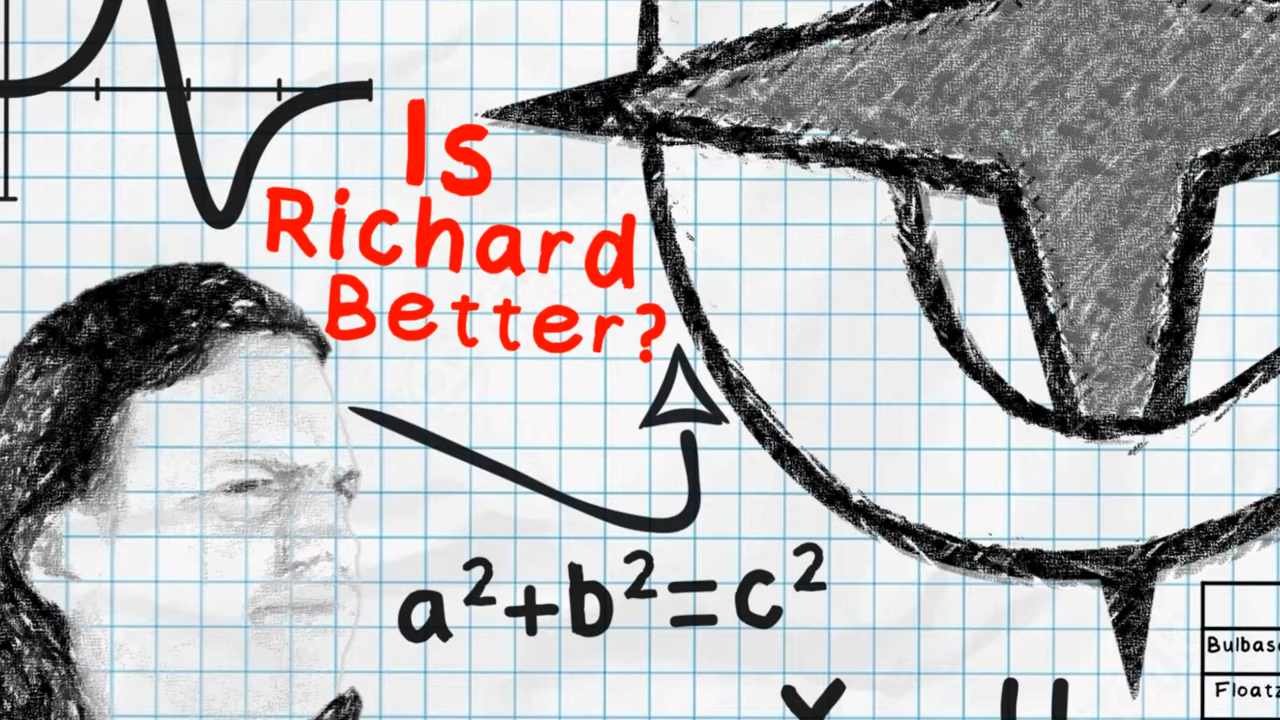 Is
Richard
Better?
a²+b²=c²